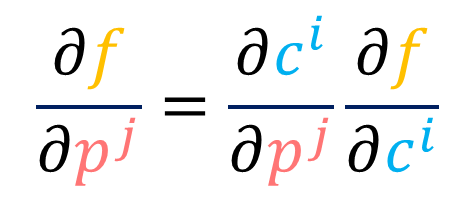 ∂f/∂pʲ = ∂cⁱ/∂pʲ ∂f/∂cⁱ